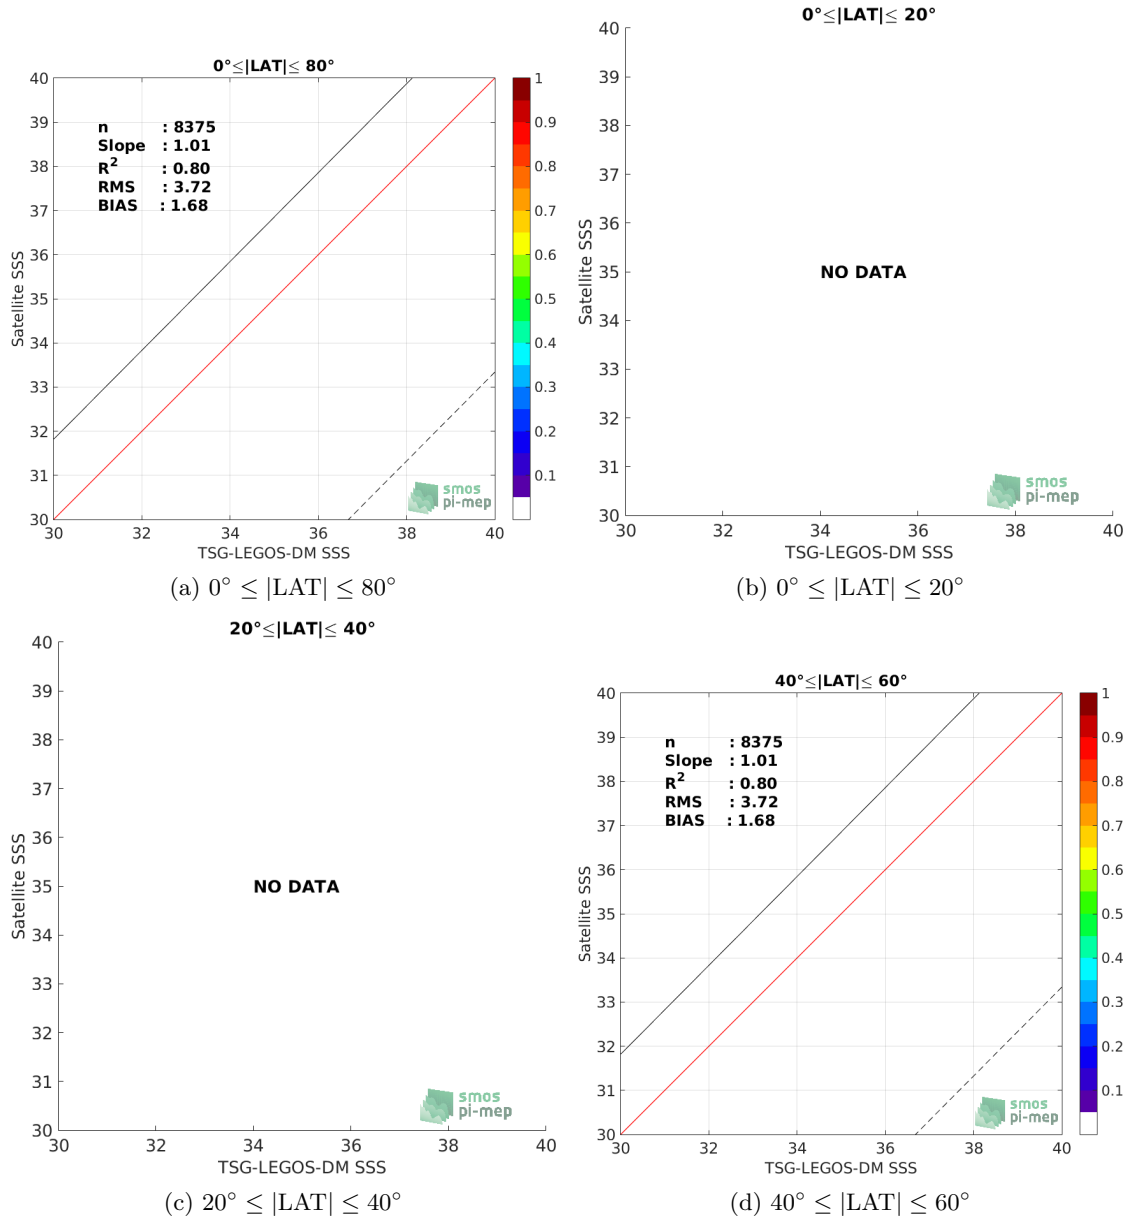 0°≤|LAT|≤ 80°
40
39
38
37
36
35
34
33
32
31
30
30 32 34 36 38 40
Satellite SSS
TSG-LEGOS-DM SSS
n : 8375
Slope : 1.01
R² : 0.80
RMS : 3.72
BIAS : 1.68
1
0.9
0.8
0.7
0.6
0.5
0.4
0.3
0.2
0.1
smos
pi-mep
(a) 0° ≤ |LAT| ≤ 80°
0°≤|LAT|≤ 20°
40
39
38
37
36
35
34
33
32
31
30
30 32 34 36 38 40
Satellite SSS
TSG-LEGOS-DM SSS
NO DATA
smos
pi-mep
(b) 0° ≤ |LAT| ≤ 20°
20°≤|LAT|≤ 40°
40
39
38
37
36
35
34
33
32
31
30
30 32 34 36 38 40
Satellite SSS
TSG-LEGOS-DM SSS
NO DATA
smos
pi-mep
(c) 20° ≤ |LAT| ≤ 40°
40°≤|LAT|≤ 60°
40
39
38
37
36
35
34
33
32
31
30
30 32 34 36 38 40
Satellite SSS
TSG-LEGOS-DM SSS
n : 8375
Slope : 1.01
R² : 0.80
RMS : 3.72
BIAS : 1.68
1
0.9
0.8
0.7
0.6
0.5
0.4
0.3
0.2
0.1
smos
pi-mep
(d) 40° ≤ |LAT| ≤ 60°